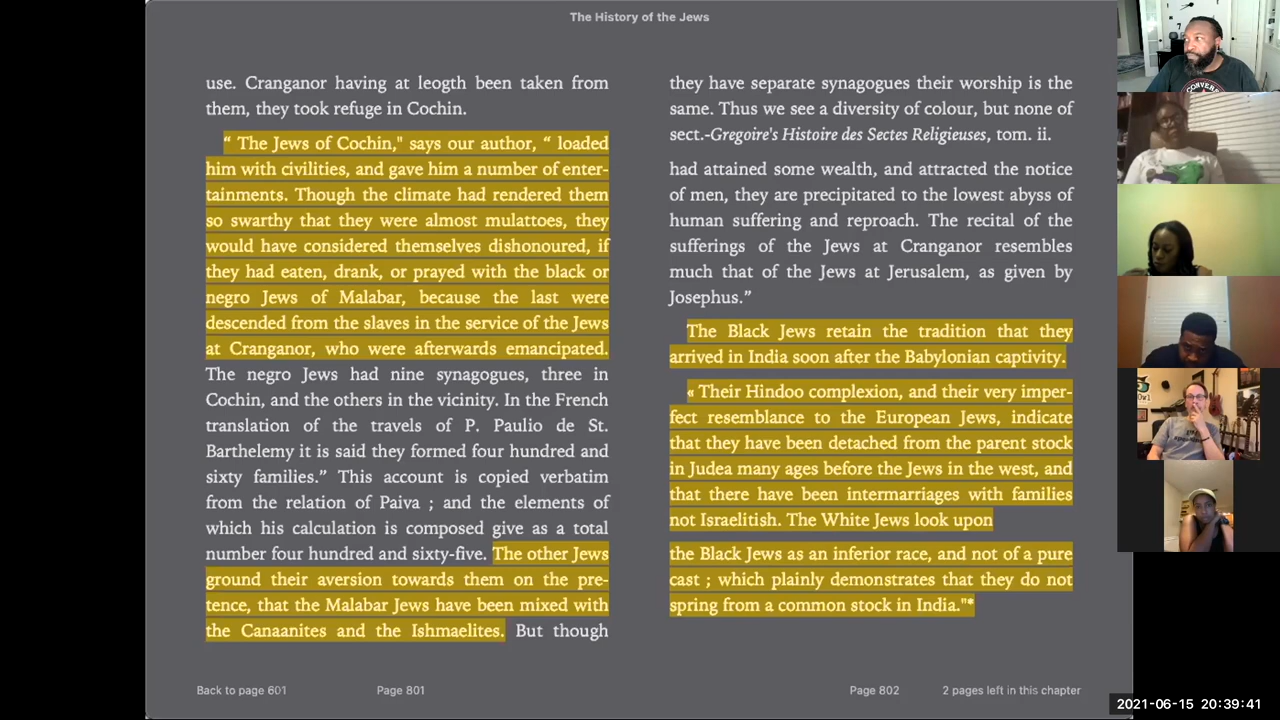 The History of the Jews
use. Cranganor having at leogth been taken from
them, they took refuge in Cochin.
“ The Jews of Cochin," says our author, “ loaded
him with civilities, and gave him a number of enter-
tainments. Though the climate had rendered them
so swarthy that they were almost mulattoes, they
would have considered themselves dishonoured, if
they had eaten, drank, or prayed with the black or
negro Jews of Malabar, because the last were
descended from the slaves in the service of the Jews
at Cranganor, who were afterwards emancipated.
The negro Jews had nine synagogues, three in
Cochin, and the others in the vicinity. In the French
translation of the travels of P. Paulio de St.
Barthelemy it is said they formed four hundred and
sixty families.” This account is copied verbatim
from the relation of Paiva ; and the elements of
which his calculation is composed give as a total
number four hundred and sixty-five. The other Jews
ground their aversion towards them on the pre-
tence, that the Malabar Jews have been mixed with
the Canaanites and the Ishmaelites. But though
they have separate synagogues their worship is the
same. Thus we see a diversity of colour, but none of
sect.-Gregoire's Histoire des Sectes Religieuses, tom. ii.
had attained some wealth, and attracted the notice
of men, they are precipitated to the lowest abyss of
human suffering and reproach. The recital of the
sufferings of the Jews at Cranganor resembles
much that of the Jews at Jerusalem, as given by
Josephus.”
The Black Jews retain the tradition that they
arrived in India soon after the Babylonian captivity.
« Their Hindoo complexion, and their very imper-
fect resemblance to the European Jews, indicate
that they have been detached from the parent stock
in Judea many ages before the Jews in the west, and
that there have been intermarriages with families
not Israelitish. The White Jews look upon
the Black Jews as an inferior race, and not of a pure
cast ; which plainly demonstrates that they do not
spring from a common stock in India."*
Back to page 601
Page 801
Page 802
2 pages left in this chapter
CONVERSE
2021-06-15 20:39:41